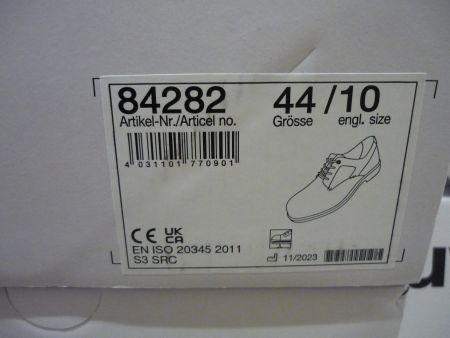 84282 44 / 10
Artikel-Nr./Articel no. Grösse engl. size
4 031101 770901
CE UK
CA
EN ISO 20345 2011
S3 SRC
11/2023